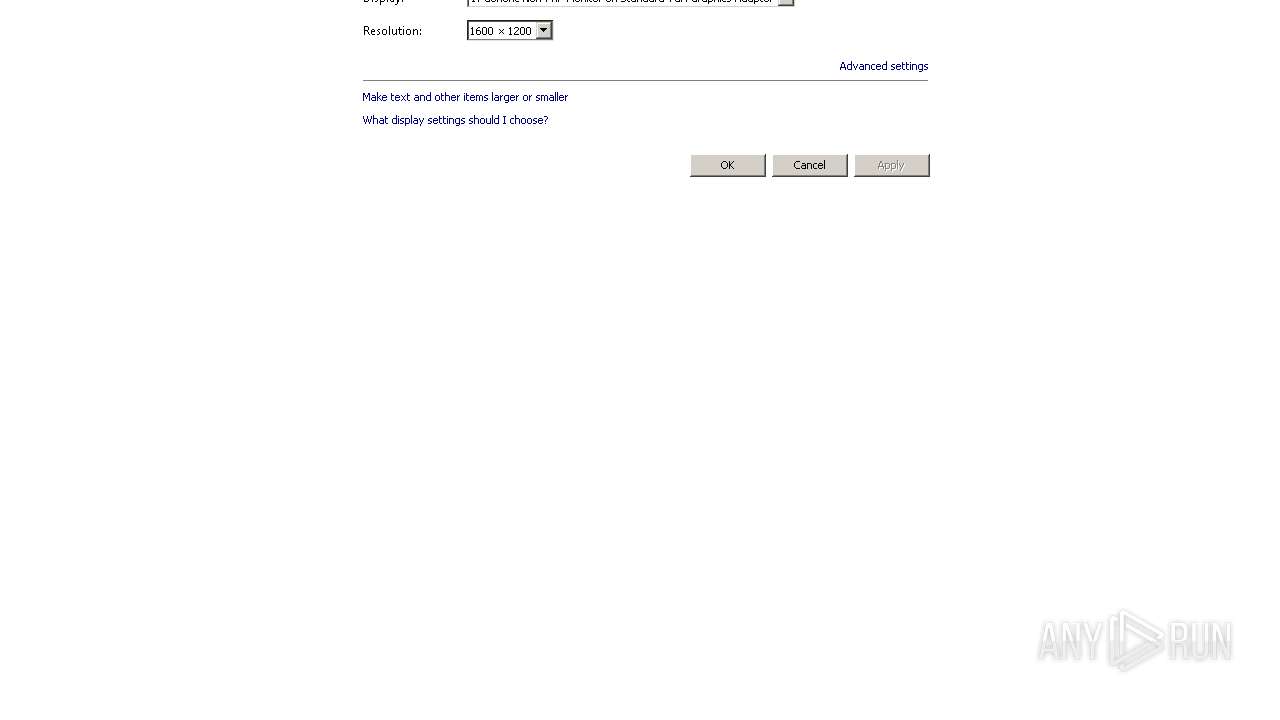 Display:
Resolution:
1600 × 1200
Advanced settings
Make text and other items larger or smaller
What display settings should I choose?
OK
Cancel
Apply
ANY RUN